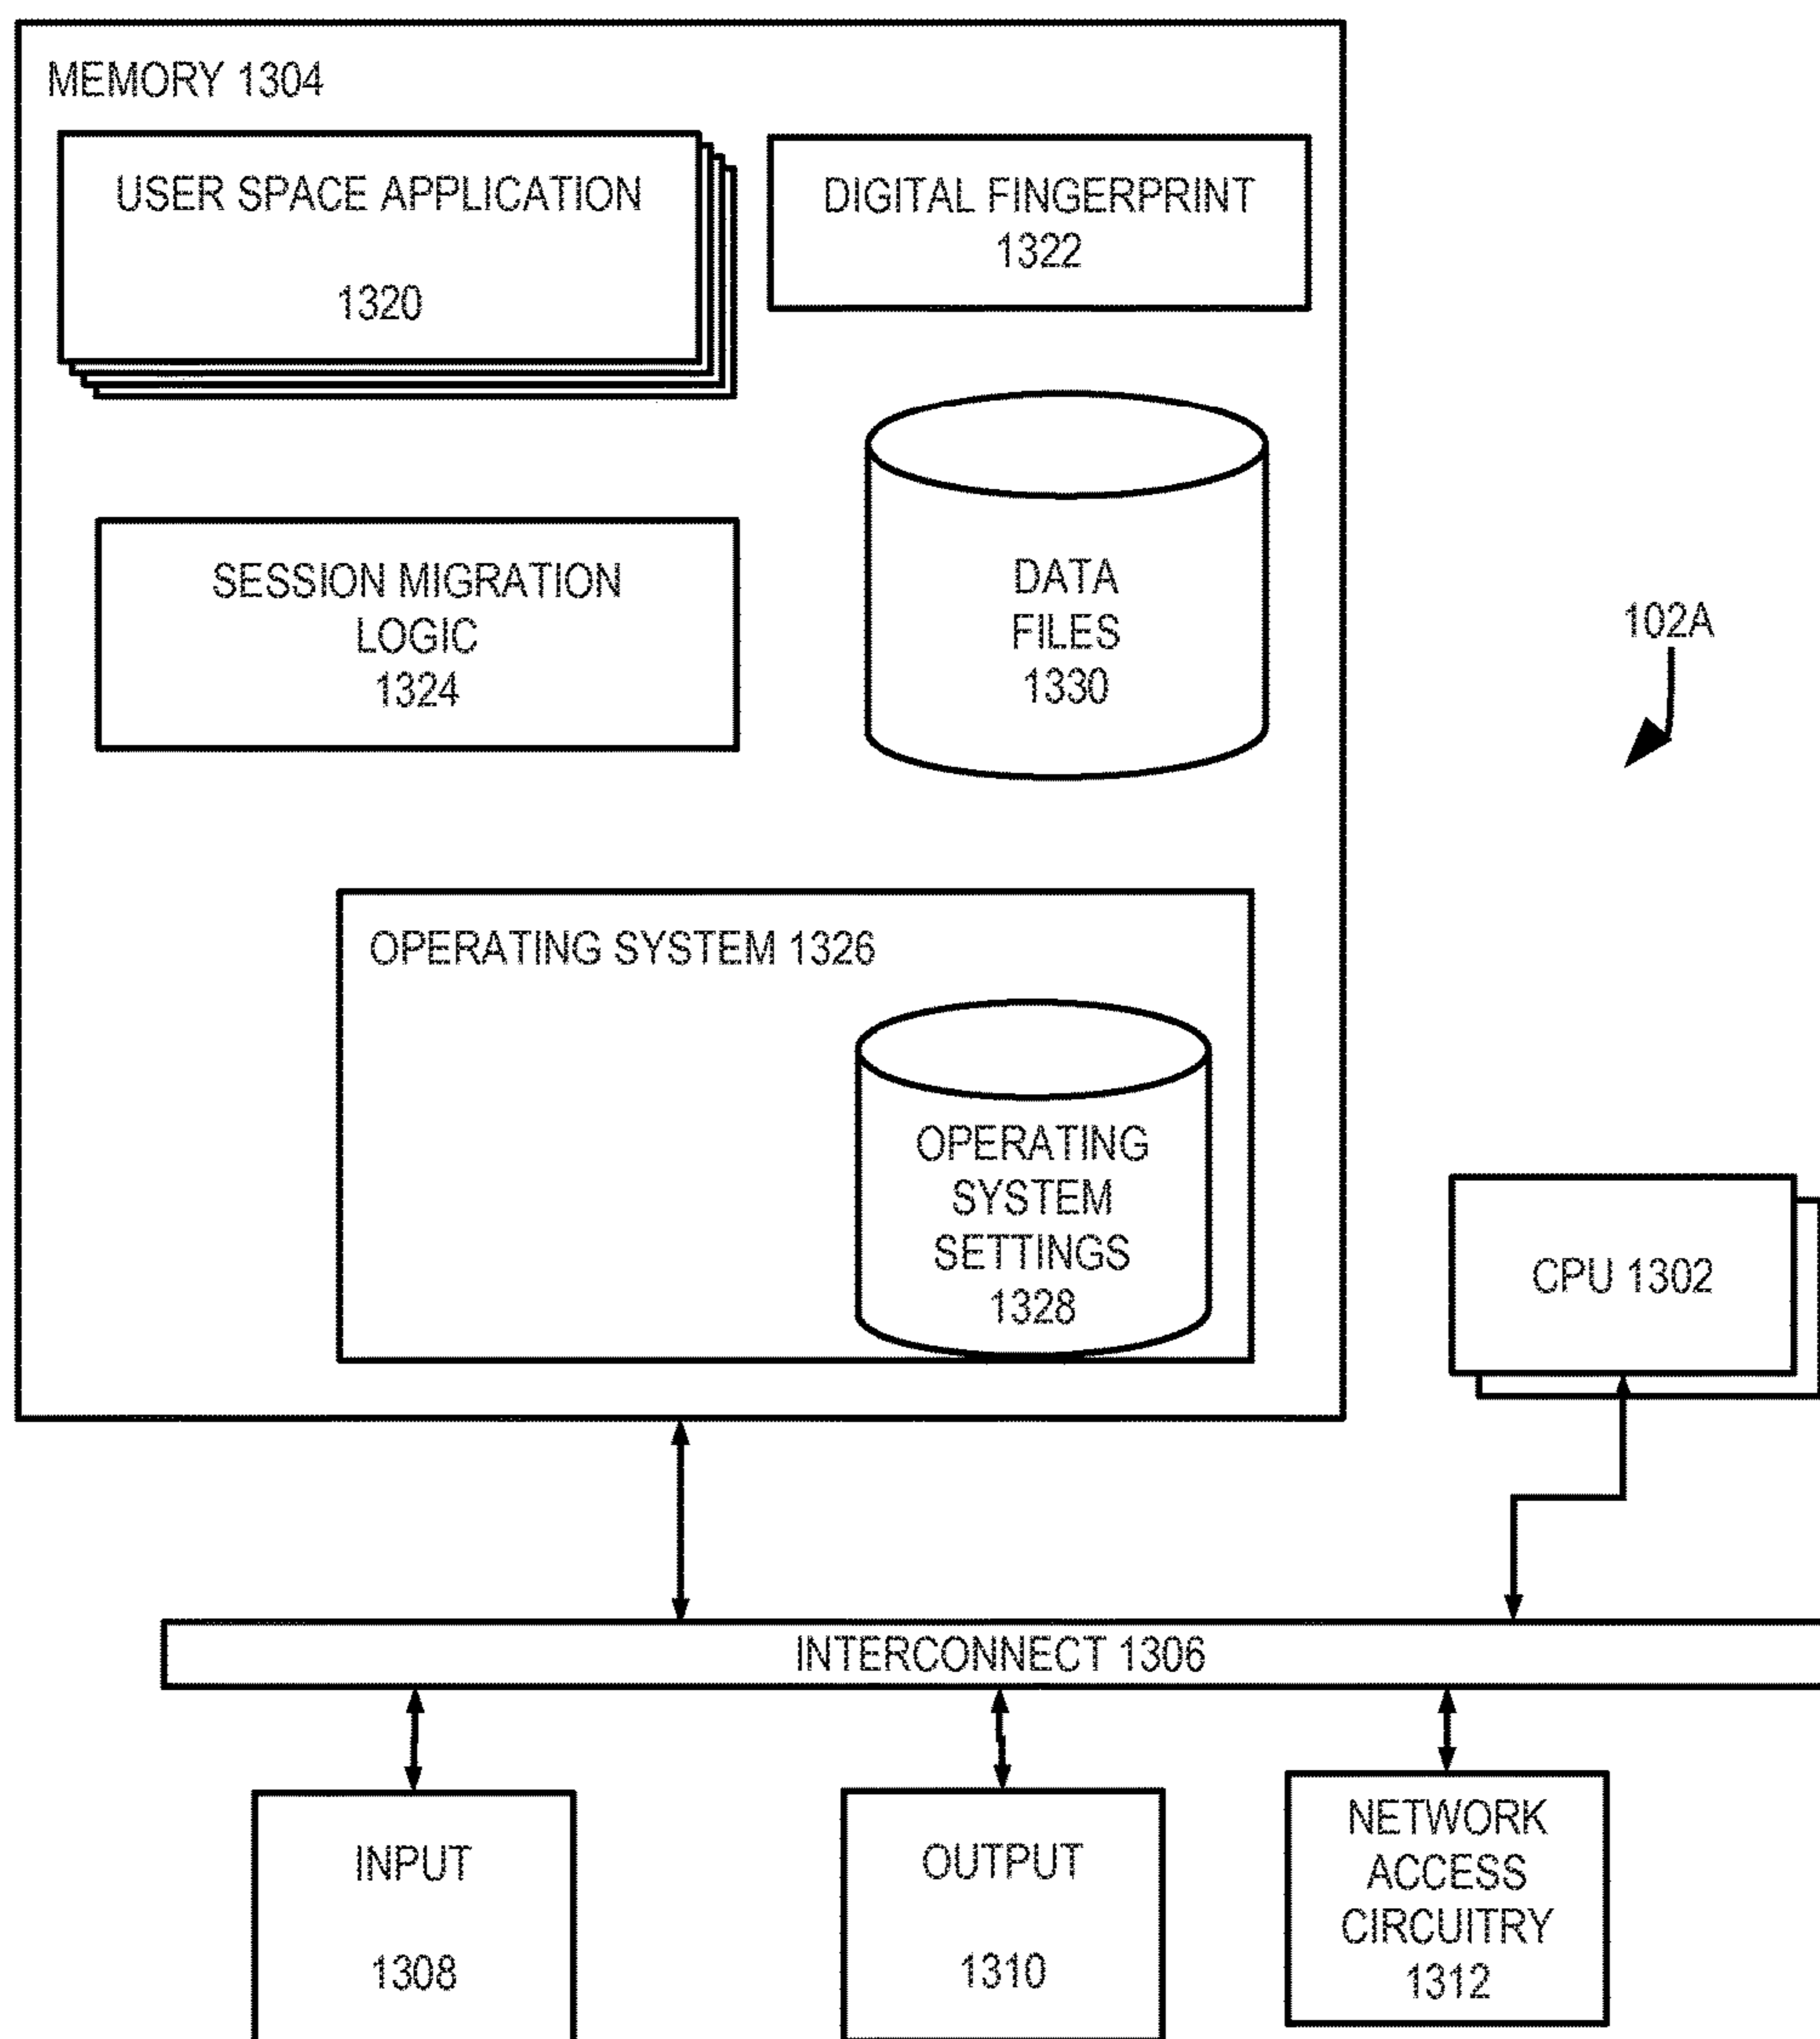 MEMORY 1304
USER SPACE APPLICATION
1320
DIGITAL FINGERPRINT
1322
SESSION MIGRATION
LOGIC
1324
DATA
FILES
1330
102A
OPERATING SYSTEM 1326
OPERATING
SYSTEM
SETTINGS
1328
CPU 1302
INTERCONNECT 1306
INPUT
1308
OUTPUT
1310
NETWORK
ACCESS
CIRCUITRY
1312